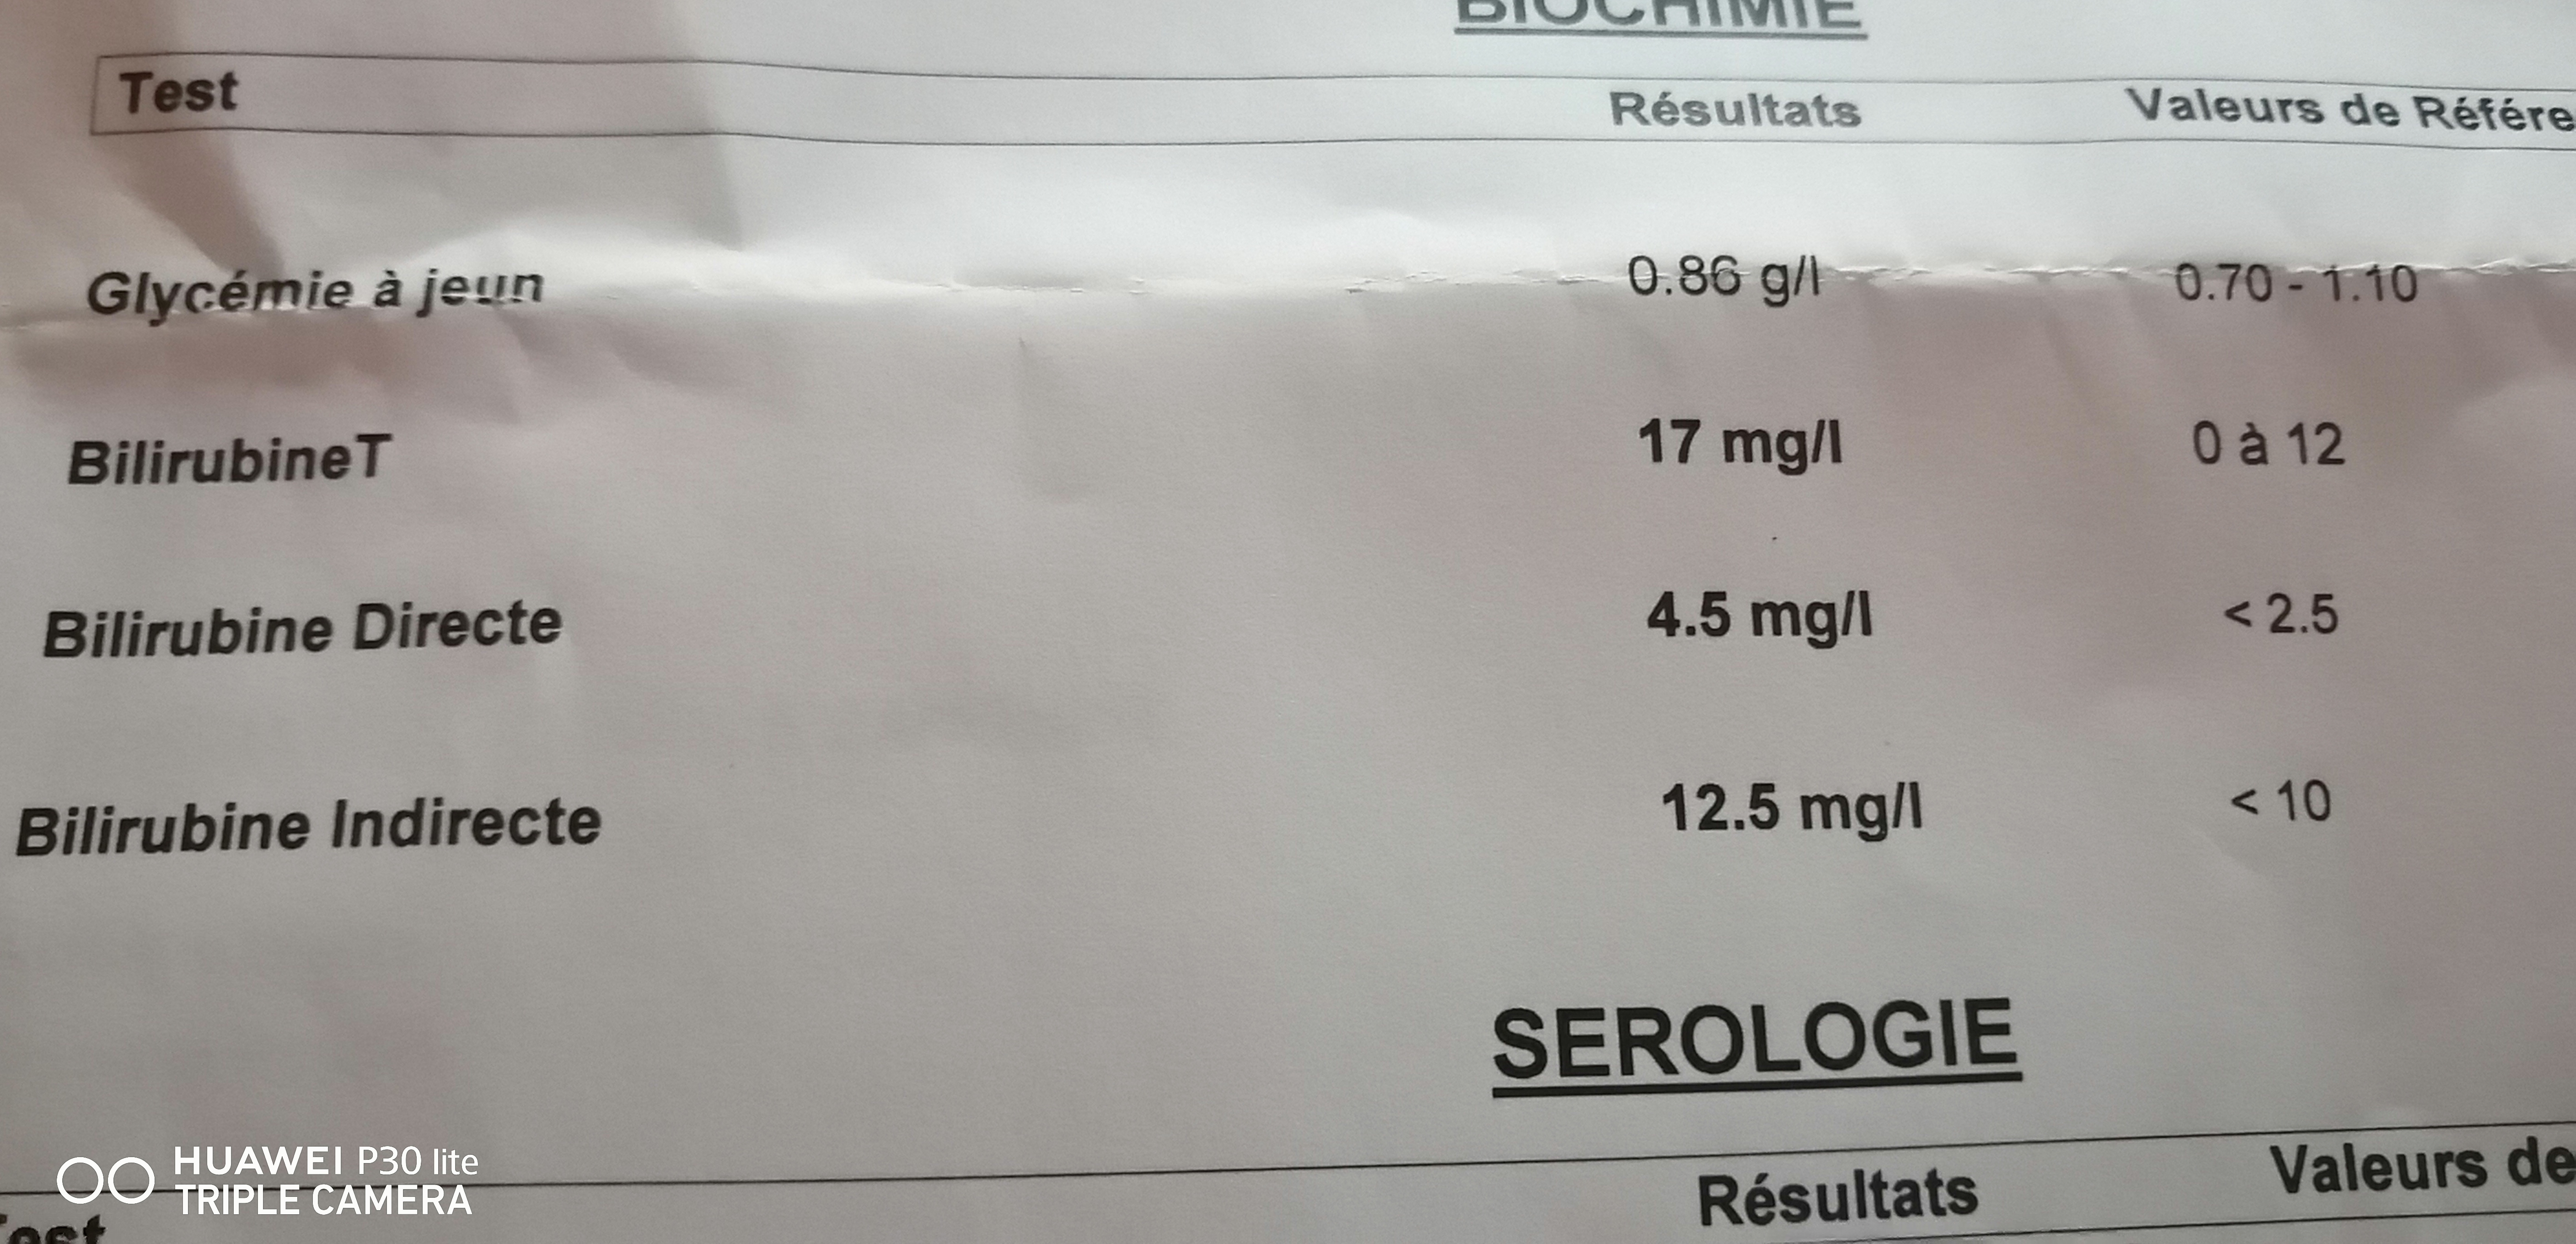 BIOCHIMIE
Test Résultats Valeurs de Référe
Glycémie à jeun 0.86 g/l 0.70 - 1.10
BilirubineT 17 mg/l 0 à 12
Bilirubine Directe 4.5 mg/l < 2.5
Bilirubine Indirecte 12.5 mg/l < 10
SEROLOGIE
Test Résultats Valeurs de
HUAWEI P30 lite
TRIPLE CAMERA